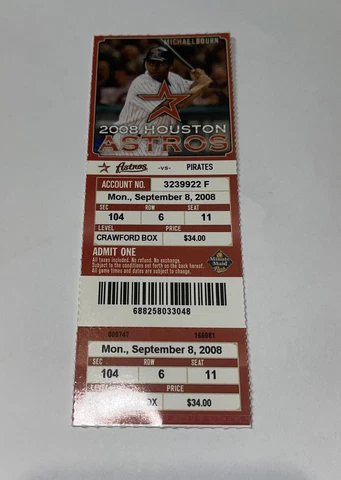 MICHAEL BOURN
2008 HOUSTON
ASTROS
Astros -VS- PIRATES
ACCOUNT NO. 3239922 F
Mon., September 8, 2008
SEC ROW SEAT
104 6 11
LEVEL PRICE
CRAWFORD BOX $34.00
ADMIT ONE
All taxes included. No refund. No exchange.
Subject to the conditions set forth on the back hereof.
All game times and dates are subject to change.
Minute Maid
688258033048
Mon., September 8, 2008
SEC ROW SEAT
104 6 11
PRICE
BOX $34.00